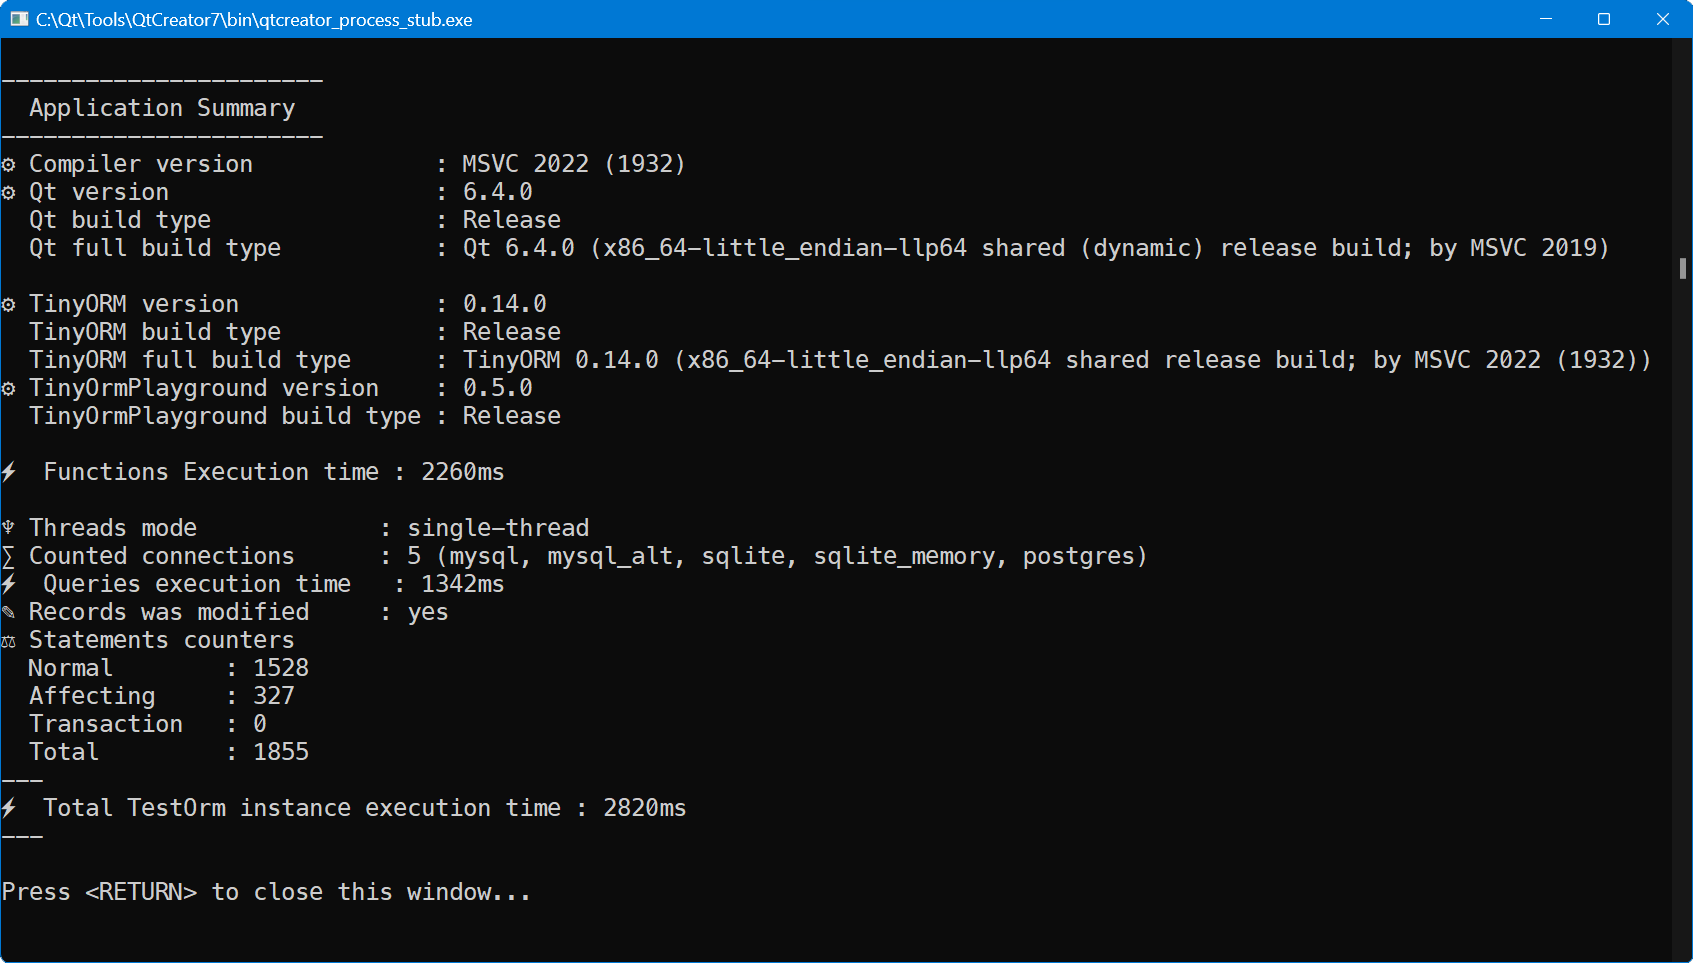 C:\Qt\Tools\QtCreator7\bin\qtcreator_process_stub.exe
-----------------------
  Application Summary
-----------------------
⚙ Compiler version             : MSVC 2022 (1932)
⚙ Qt version                   : 6.4.0
  Qt build type                : Release
  Qt full build type           : Qt 6.4.0 (x86_64-little_endian-llp64 shared (dynamic) release build; by MSVC 2019)
⚙ TinyORM version              : 0.14.0
  TinyORM build type           : Release
  TinyORM full build type      : TinyORM 0.14.0 (x86_64-little_endian-llp64 shared release build; by MSVC 2022 (1932))
⚙ TinyOrmPlayground version    : 0.5.0
  TinyOrmPlayground build type : Release
⚡  Functions Execution time : 2260ms
♆ Threads mode             : single-thread
∑ Counted connections      : 5 (mysql, mysql_alt, sqlite, sqlite_memory, postgres)
⚡  Queries execution time   : 1342ms
✎ Records was modified     : yes
⚖ Statements counters
  Normal        : 1528
  Affecting     : 327
  Transaction   : 0
  Total         : 1855
---
⚡  Total TestOrm instance execution time : 2820ms
---
Press <RETURN> to close this window...